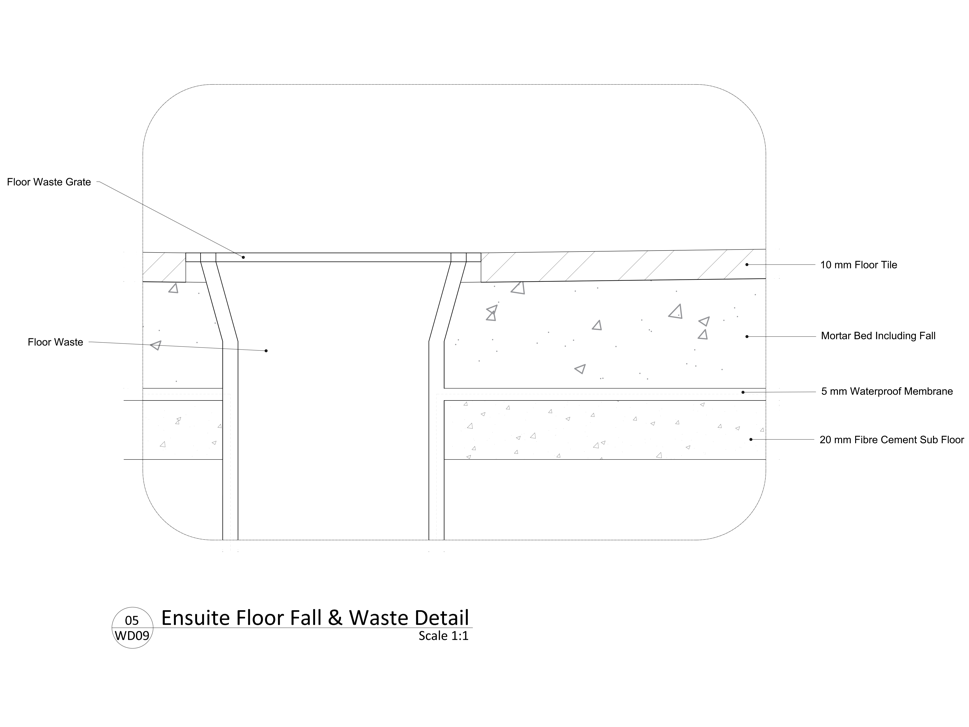 Floor Waste Grate
10 mm Floor Tile
Mortar Bed Including Fall
Floor Waste
5 mm Waterproof Membrane
20 mm Fibre Cement Sub Floor
05
WD09
Ensuite Floor Fall & Waste Detail
Scale 1:1